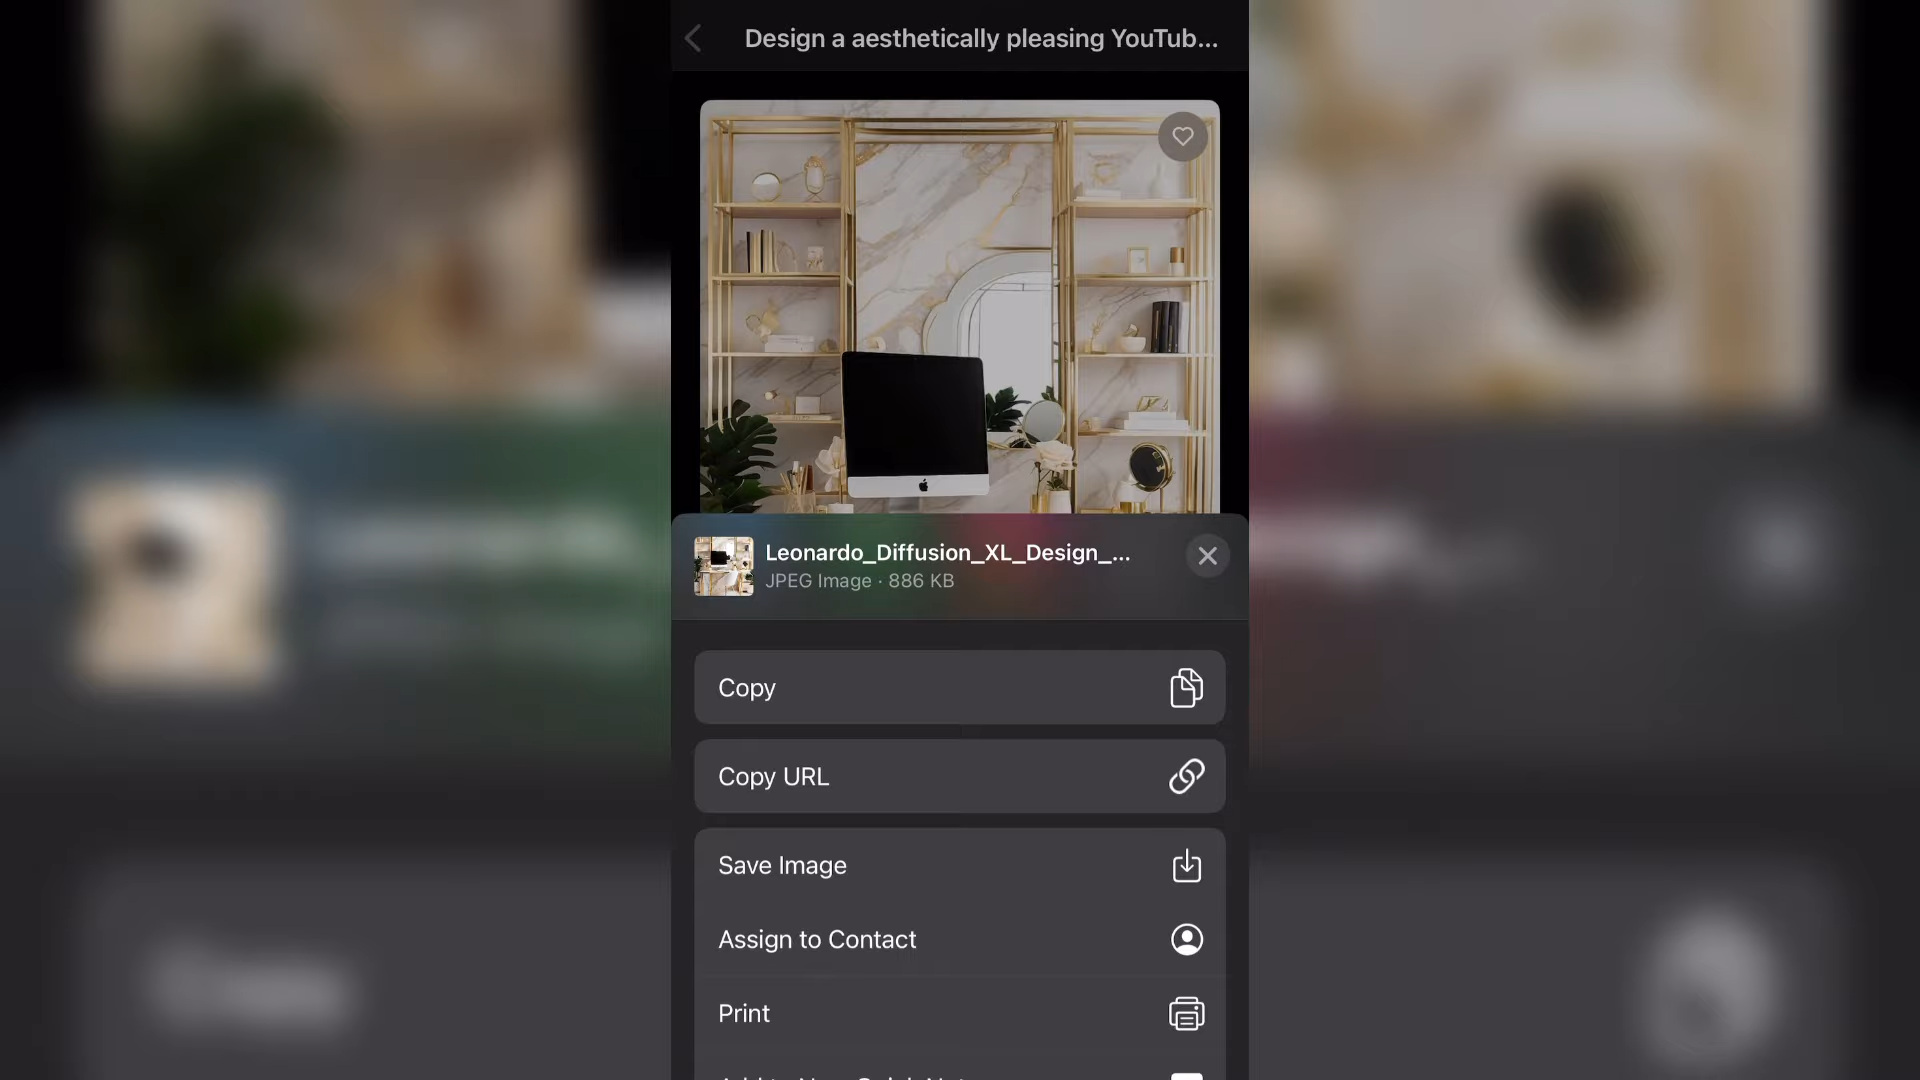 Design a aesthetically pleasing YouTub...
Leonardo_Diffusion_XL_Design_...
JPEG Image · 886 KB
Copy
Copy URL
Save Image
Assign to Contact
Print